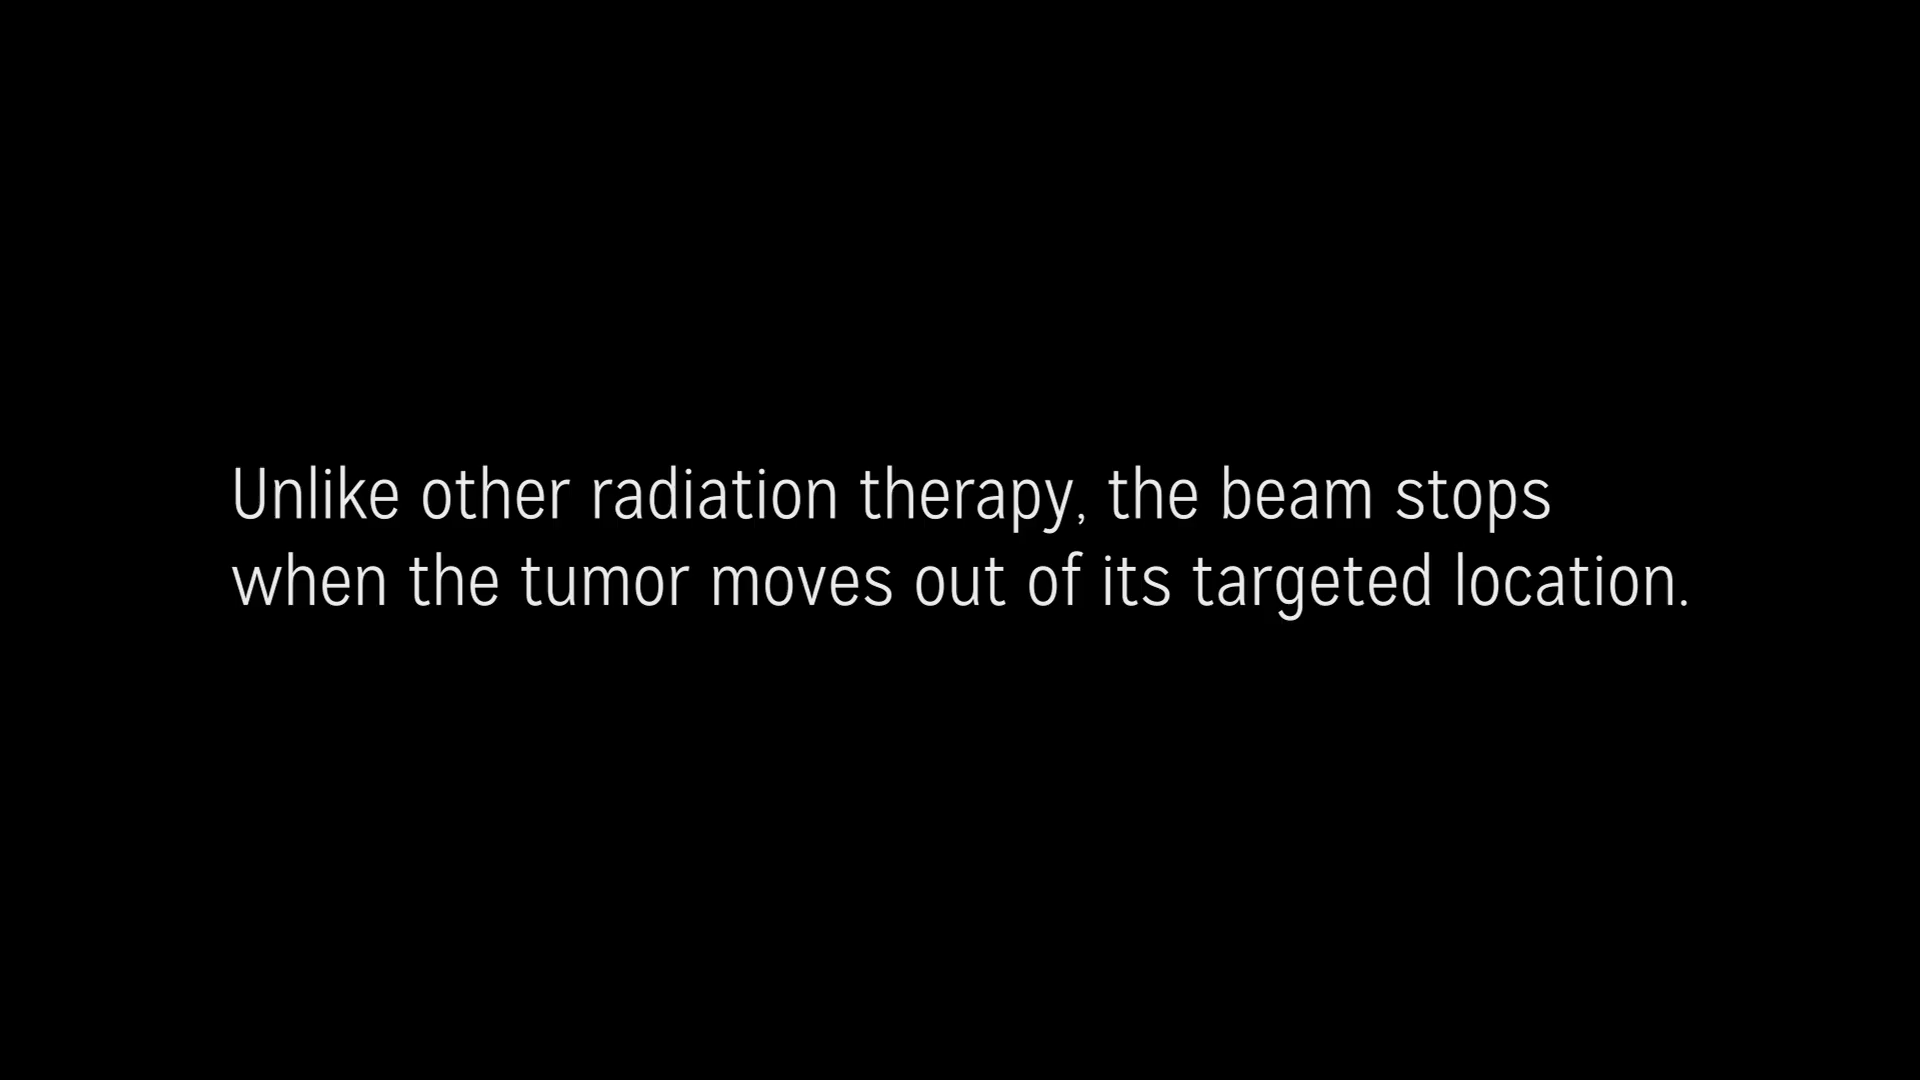 Unlike other radiation therapy, the beam stops
when the tumor moves out of its targeted location.